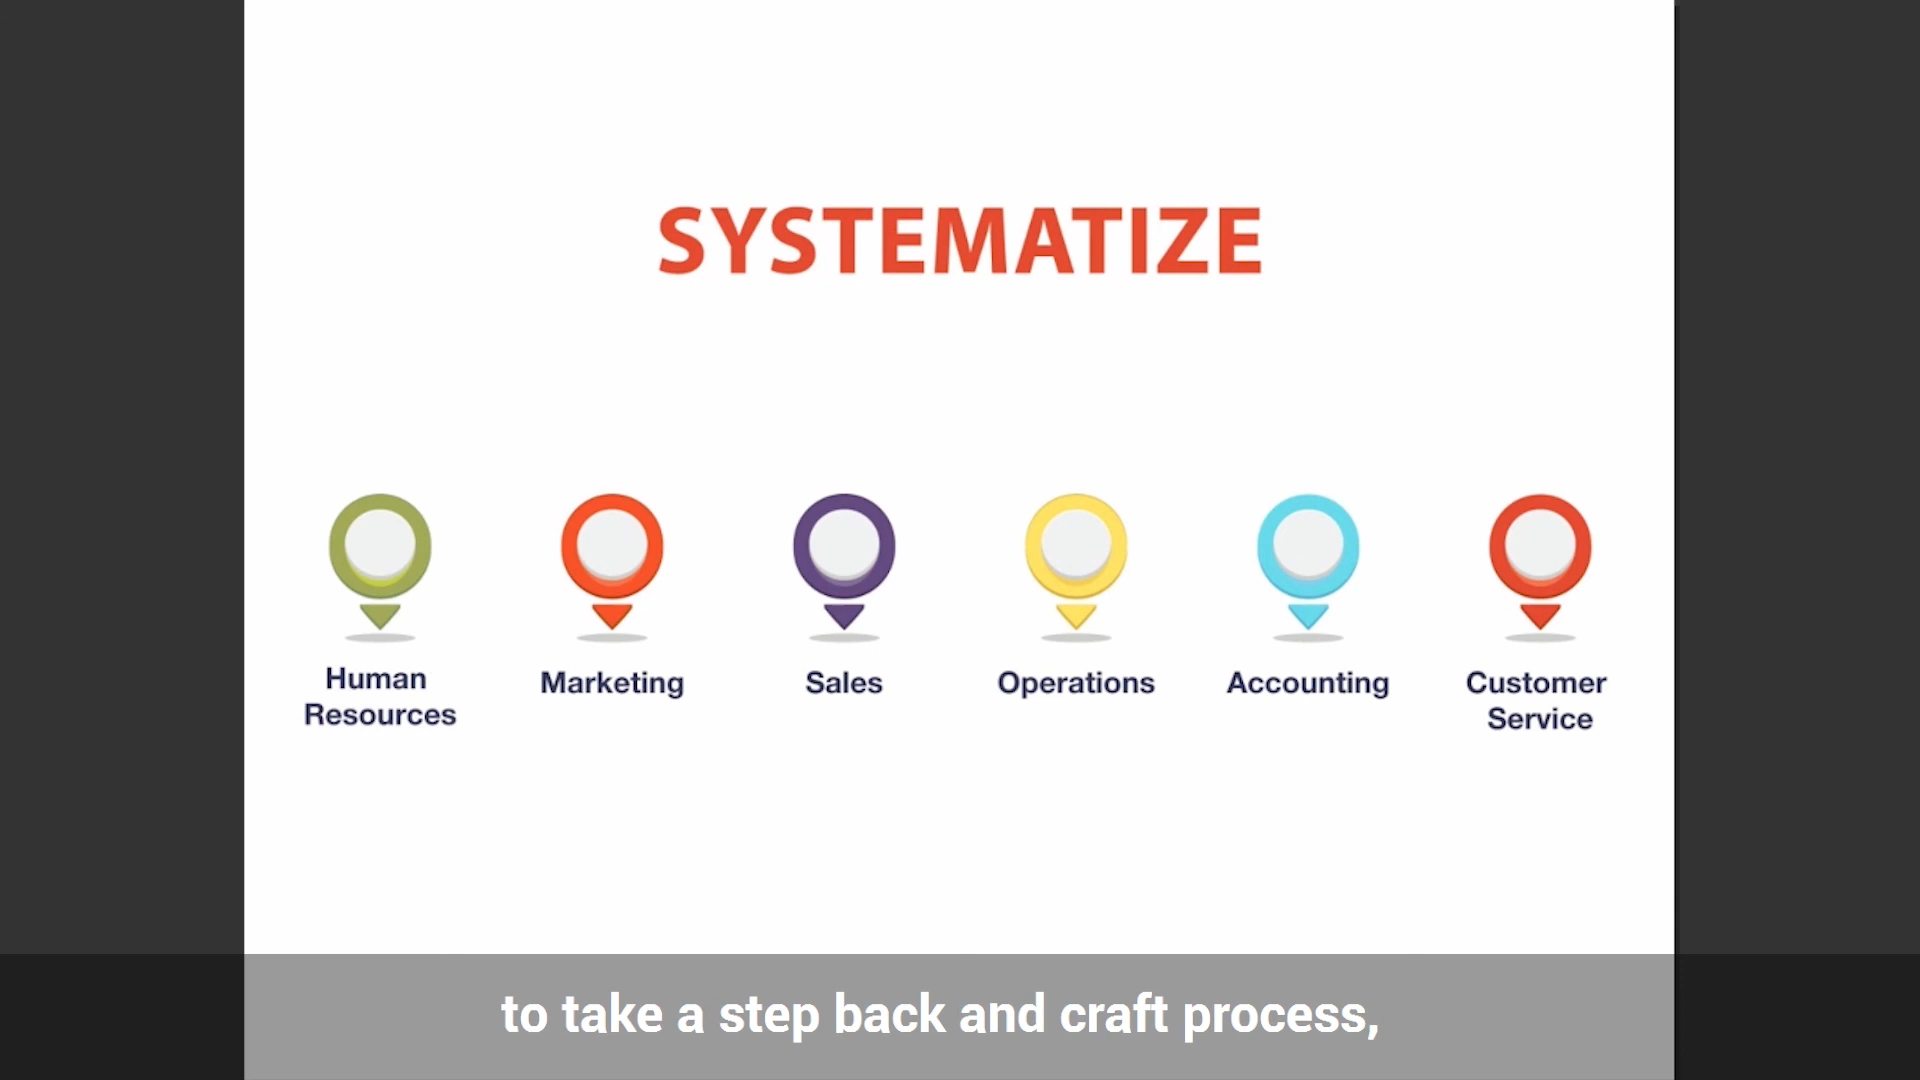 SYSTEMATIZE
Human
Resources
Marketing
Sales
Operations
Accounting
Customer
Service
to take a step back and craft process,